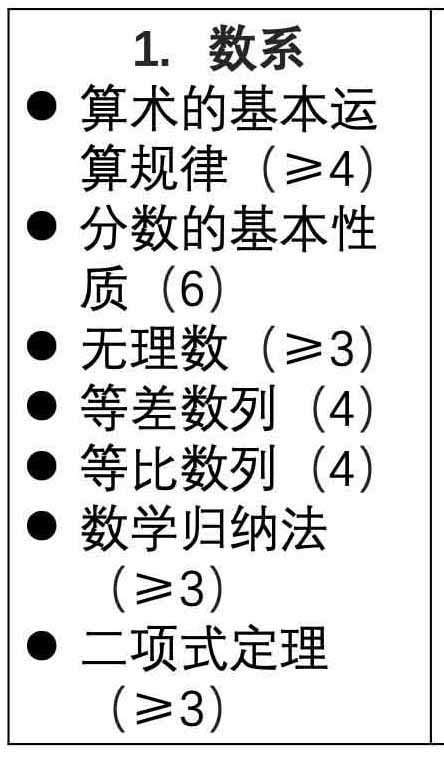 1. 数系
● 算术的基本运
算规律（⩾4）
● 分数的基本性
质（6）
● 无理数（⩾3）
● 等差数列（4）
● 等比数列（4）
● 数学归纳法
（⩾3）
● 二项式定理
（⩾3）